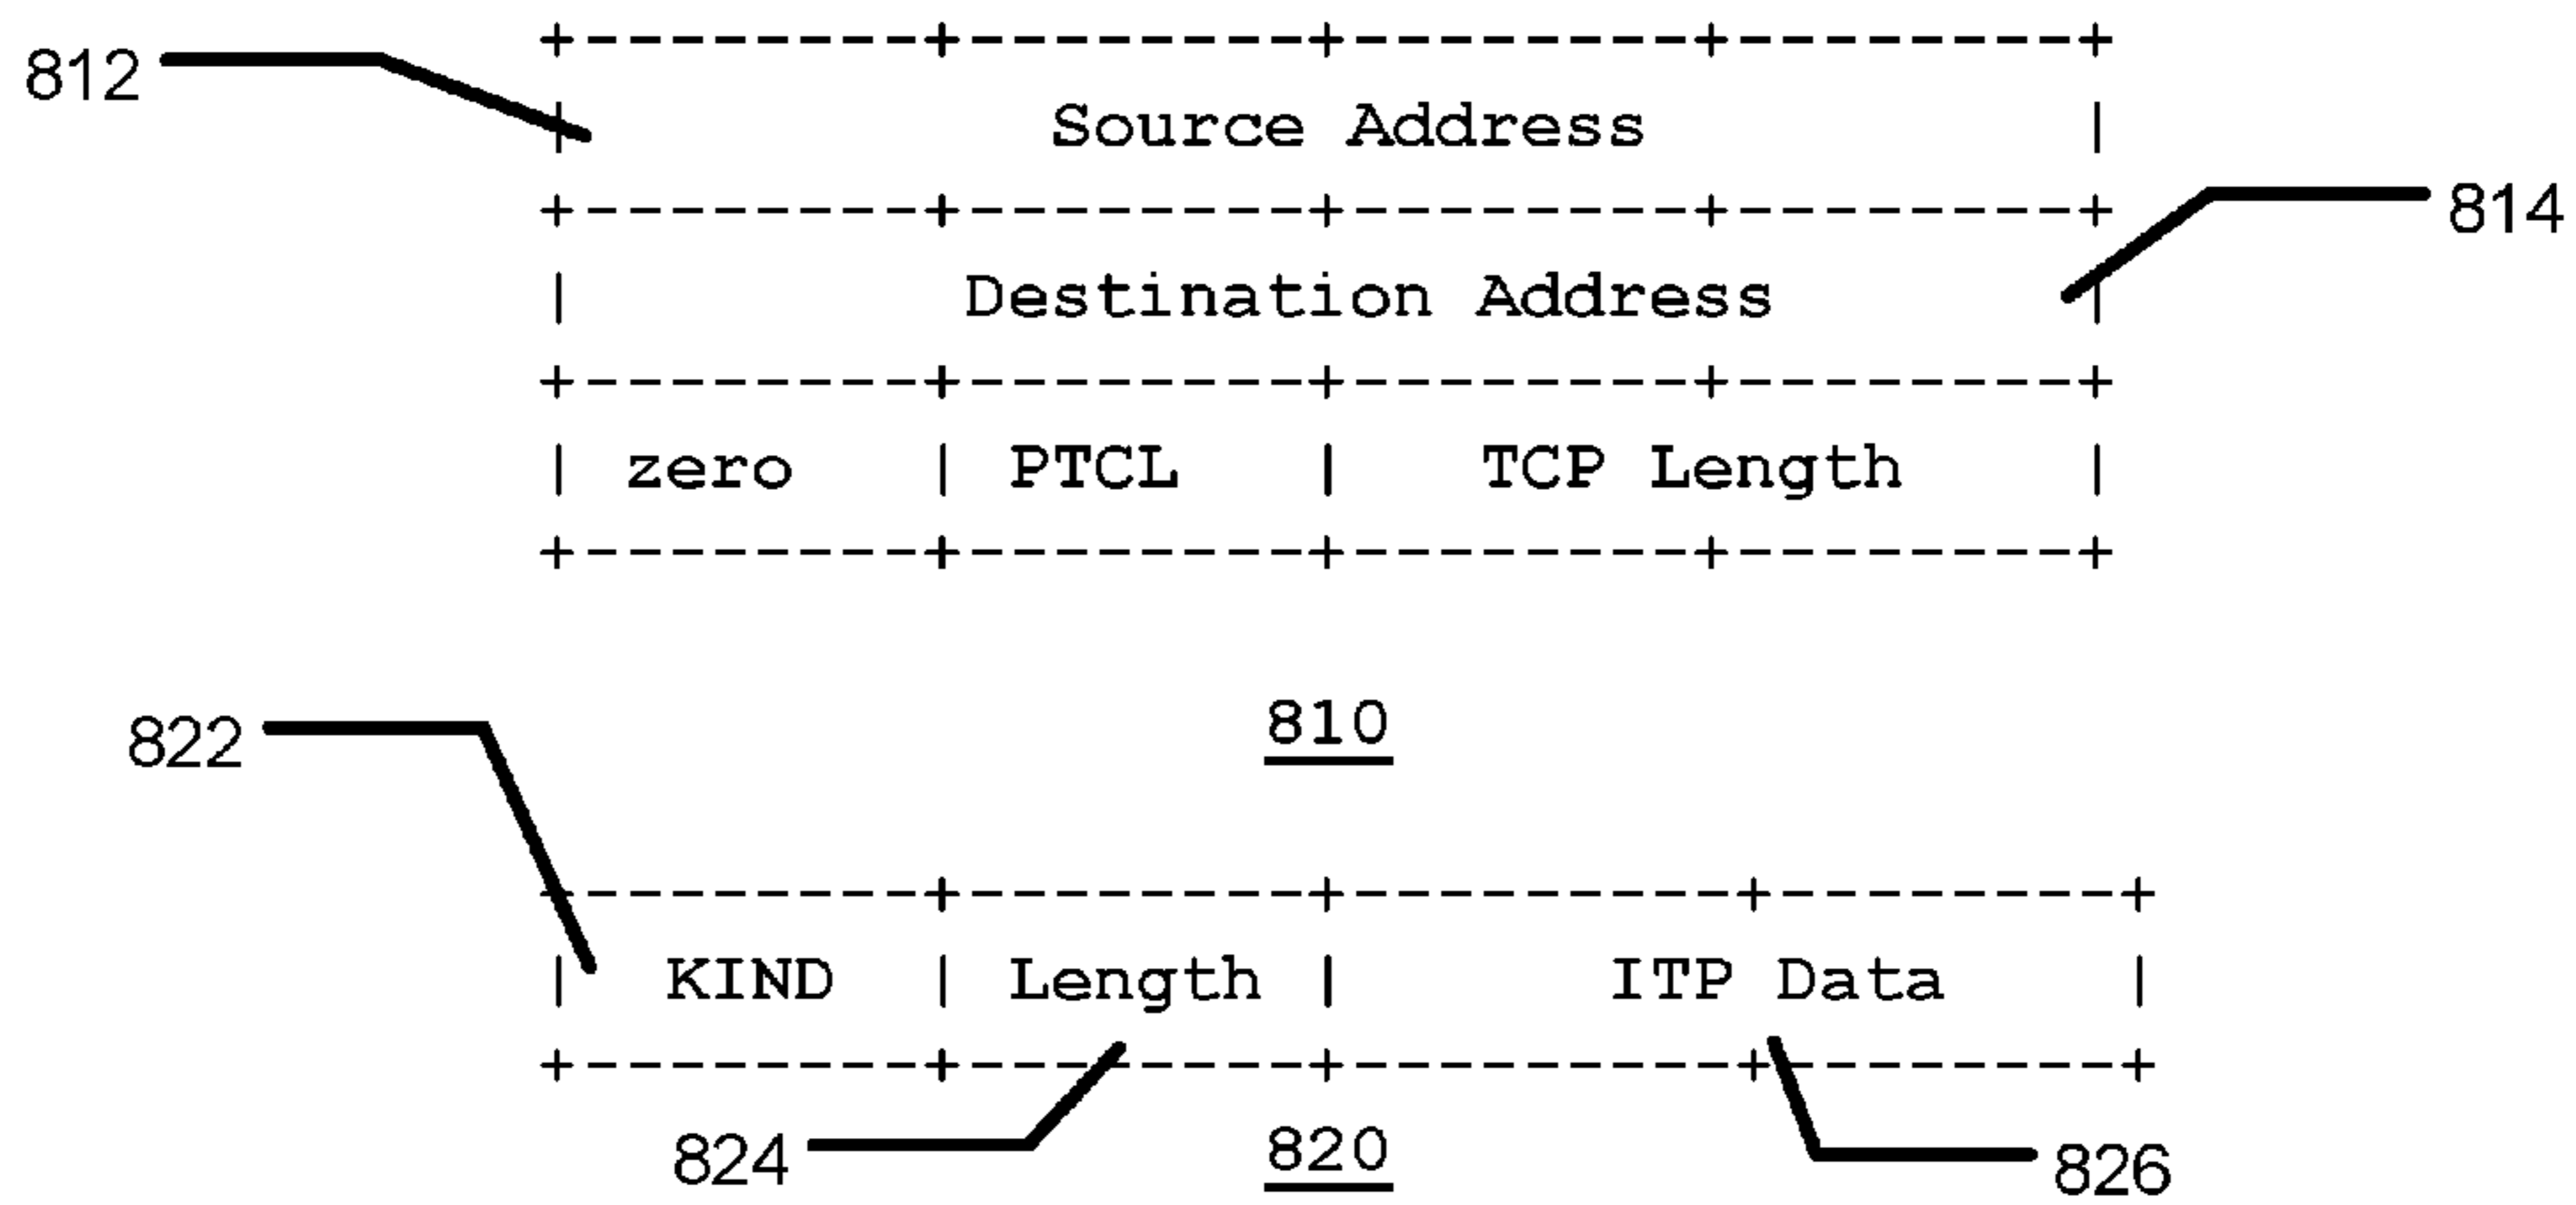 812
Source Address
814
Destination Address
zero PTCL TCP Length
810
822
KIND Length ITP Data
824
820
826